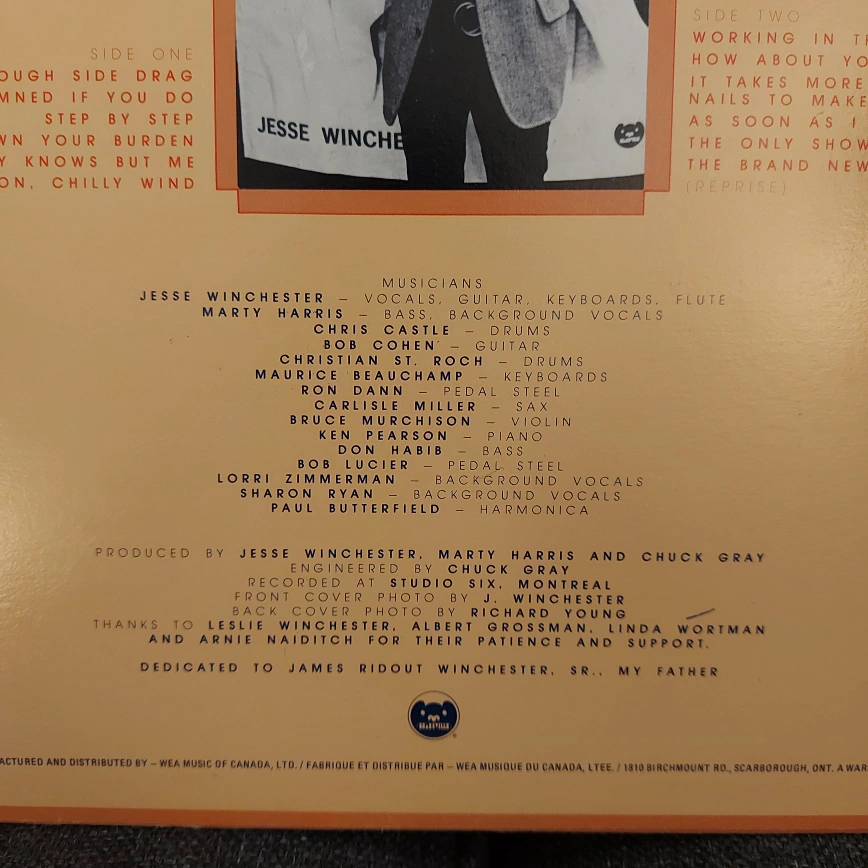 SIDE ONE
OUGH SIDE DRAG
MNED IF YOU DO
STEP BY STEP
WN YOUR BURDEN
Y KNOWS BUT ME
ON, CHILLY WIND
JESSE WINCHE
SIDE TWO
WORKING IN TH
HOW ABOUT YO
IT TAKES MORE
NAILS TO MAKE
AS SOON AS I
THE ONLY SHOW
THE BRAND NEW
(REPRISE)
MUSICIANS
JESSE WINCHESTER – VOCALS, GUITAR, KEYBOARDS, FLUTE
MARTY HARRIS – BASS, BACKGROUND VOCALS
CHRIS CASTLE – DRUMS
BOB COHEN – GUITAR
CHRISTIAN ST. ROCH – DRUMS
MAURICE BEAUCHAMP – KEYBOARDS
RON DANN – PEDAL STEEL
CARLISLE MILLER – SAX
BRUCE MURCHISON – VIOLIN
KEN PEARSON – PIANO
DON HABIB – BASS
BOB LUCIER – PEDAL STEEL
LORRI ZIMMERMAN – BACKGROUND VOCALS
SHARON RYAN – BACKGROUND VOCALS
PAUL BUTTERFIELD – HARMONICA
PRODUCED BY JESSE WINCHESTER, MARTY HARRIS AND CHUCK GRAY
ENGINEERED BY CHUCK GRAY
RECORDED AT STUDIO SIX, MONTREAL
FRONT COVER PHOTO BY J. WINCHESTER
BACK COVER PHOTO BY RICHARD YOUNG
THANKS TO LESLIE WINCHESTER, ALBERT GROSSMAN, LINDA WORTMAN
AND ARNIE NAIDITCH FOR THEIR PATIENCE AND SUPPORT.
DEDICATED TO JAMES RIDOUT WINCHESTER, SR., MY FATHER
BEARSVILLE
ACTURED AND DISTRIBUTED BY – WEA MUSIC OF CANADA, LTD. / FABRIQUE ET DISTRIBUE PAR – WEA MUSIQUE DU CANADA, LTEE. / 1810 BIRCHMOUNT RD., SCARBOROUGH, ONT. A WAR